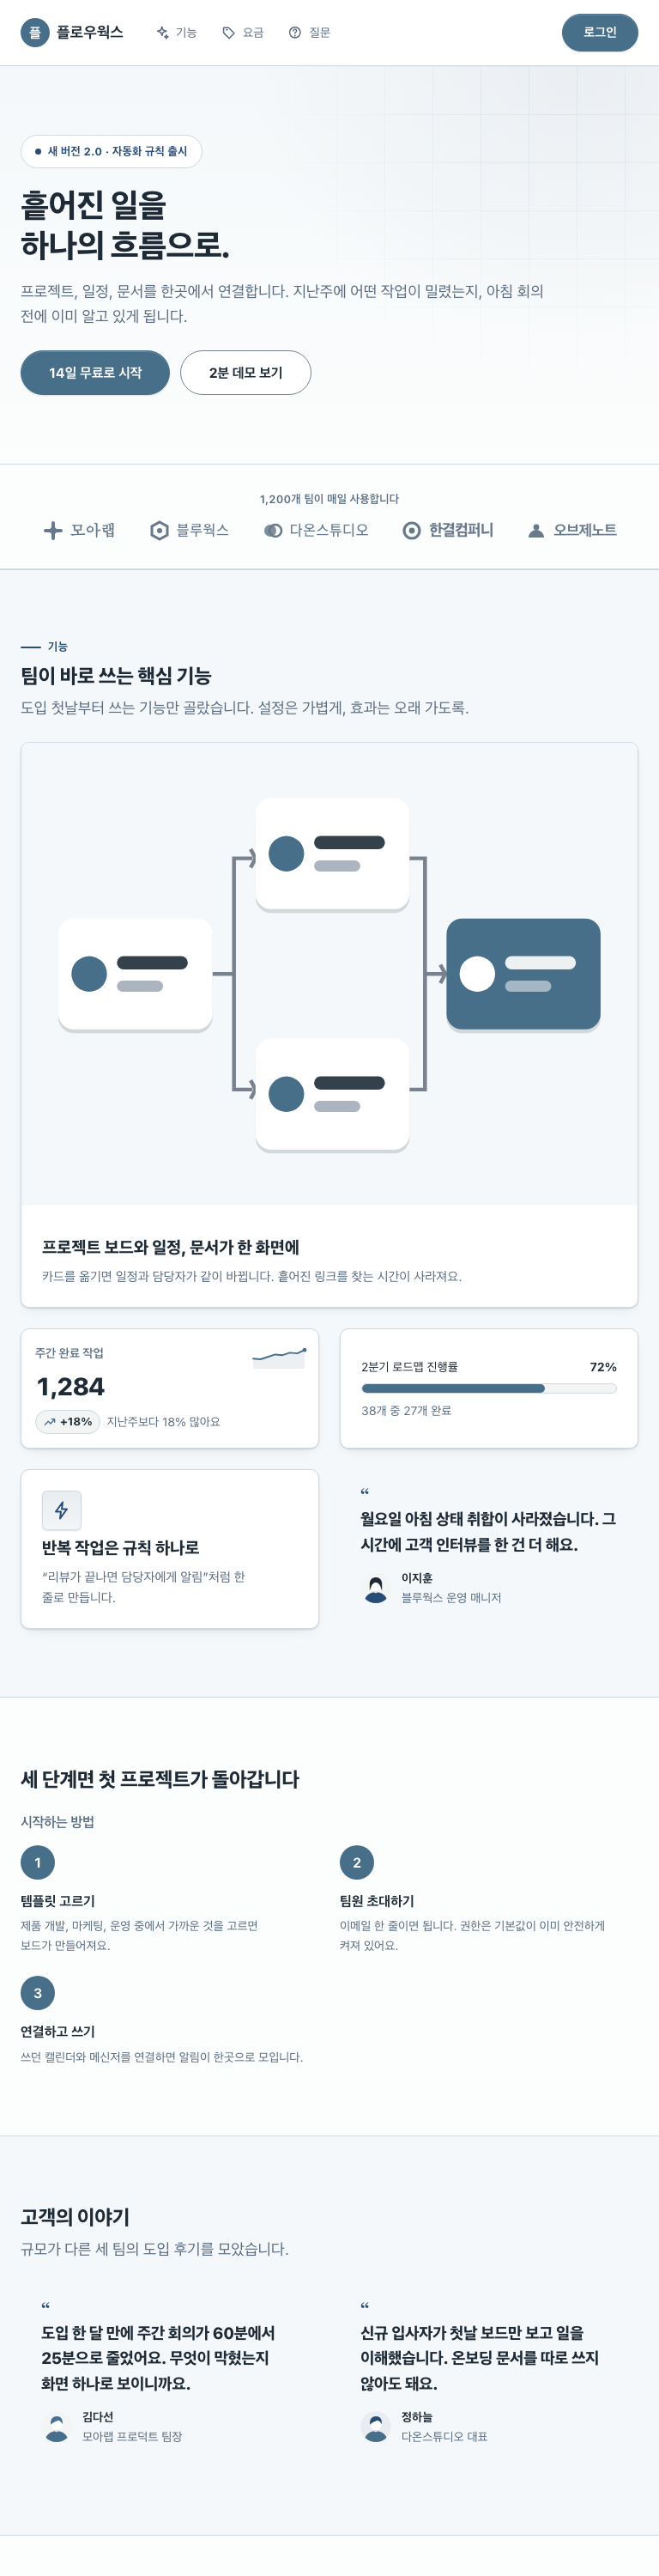 플 플로우웍스 기능 요금 질문 로그인
새 버전 2.0 · 자동화 규칙 출시
흩어진 일을
하나의 흐름으로.
프로젝트, 일정, 문서를 한곳에서 연결합니다. 지난주에 어떤 작업이 밀렸는지, 아침 회의
전에 이미 알고 있게 됩니다.
14일 무료로 시작 2분 데모 보기
1,200개 팀이 매일 사용합니다
모아랩 블루웍스 다온스튜디오 한결컴퍼니 오브제노트
기능
팀이 바로 쓰는 핵심 기능
도입 첫날부터 쓰는 기능만 골랐습니다. 설정은 가볍게, 효과는 오래 가도록.
프로젝트 보드와 일정, 문서가 한 화면에
카드를 옮기면 일정과 담당자가 같이 바뀝니다. 흩어진 링크를 찾는 시간이 사라져요.
주간 완료 작업
1,284
+18% 지난주보다 18% 많아요
2분기 로드맵 진행률 72%
38개 중 27개 완료
반복 작업은 규칙 하나로
“리뷰가 끝나면 담당자에게 알림”처럼 한
줄로 만듭니다.
“
월요일 아침 상태 취합이 사라졌습니다. 그
시간에 고객 인터뷰를 한 건 더 해요.
이지훈
블루웍스 운영 매니저
세 단계면 첫 프로젝트가 돌아갑니다
시작하는 방법
1
템플릿 고르기
제품 개발, 마케팅, 운영 중에서 가까운 것을 고르면
보드가 만들어져요.
2
팀원 초대하기
이메일 한 줄이면 됩니다. 권한은 기본값이 이미 안전하게
켜져 있어요.
3
연결하고 쓰기
쓰던 캘린더와 메신저를 연결하면 알림이 한곳으로 모입니다.
고객의 이야기
규모가 다른 세 팀의 도입 후기를 모았습니다.
“
도입 한 달 만에 주간 회의가 60분에서
25분으로 줄었어요. 무엇이 막혔는지
화면 하나로 보이니까요.
김다선
모아랩 프로덕트 팀장
“
신규 입사자가 첫날 보드만 보고 일을
이해했습니다. 온보딩 문서를 따로 쓰지
않아도 돼요.
정하늘
다온스튜디오 대표